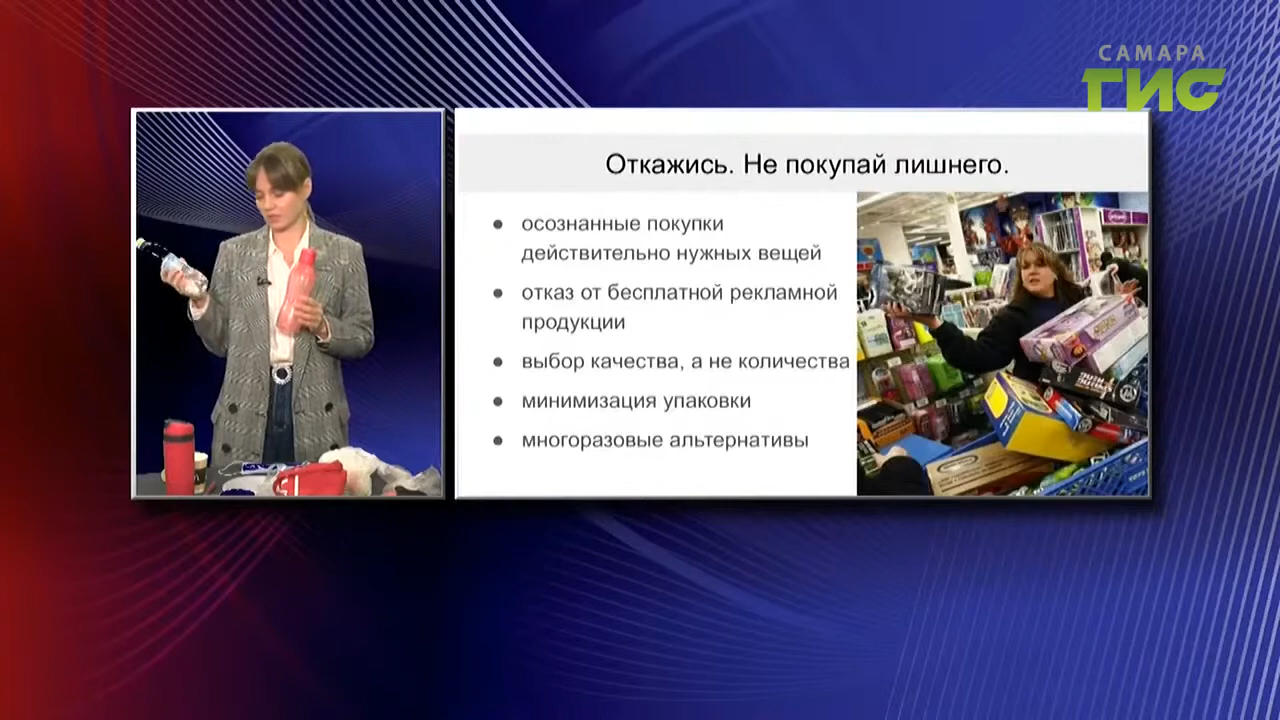 САМАРА
ГИС
Откажись. Не покупай лишнего.
● осознанные покупки
действительно нужных вещей
● отказ от бесплатной рекламной
продукции
● выбор качества, а не количества
● минимизация упаковки
● многоразовые альтернативы